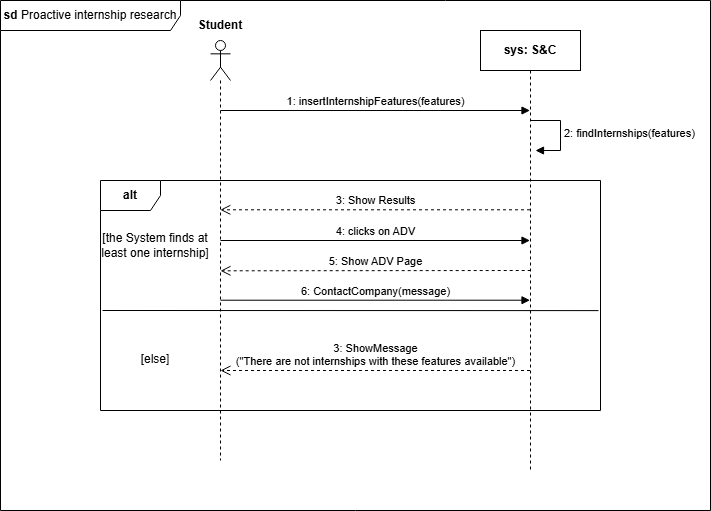 sd Proactive internship research
Student
sys: S&C
1: insertInternshipFeatures(features)
2: findInternships(features)
alt
3: Show Results
[the System finds at
least one internship]
4: clicks on ADV
5: Show ADV Page
6: ContactCompany(message)
[else]
3: ShowMessage
("There are not internships with these features available")